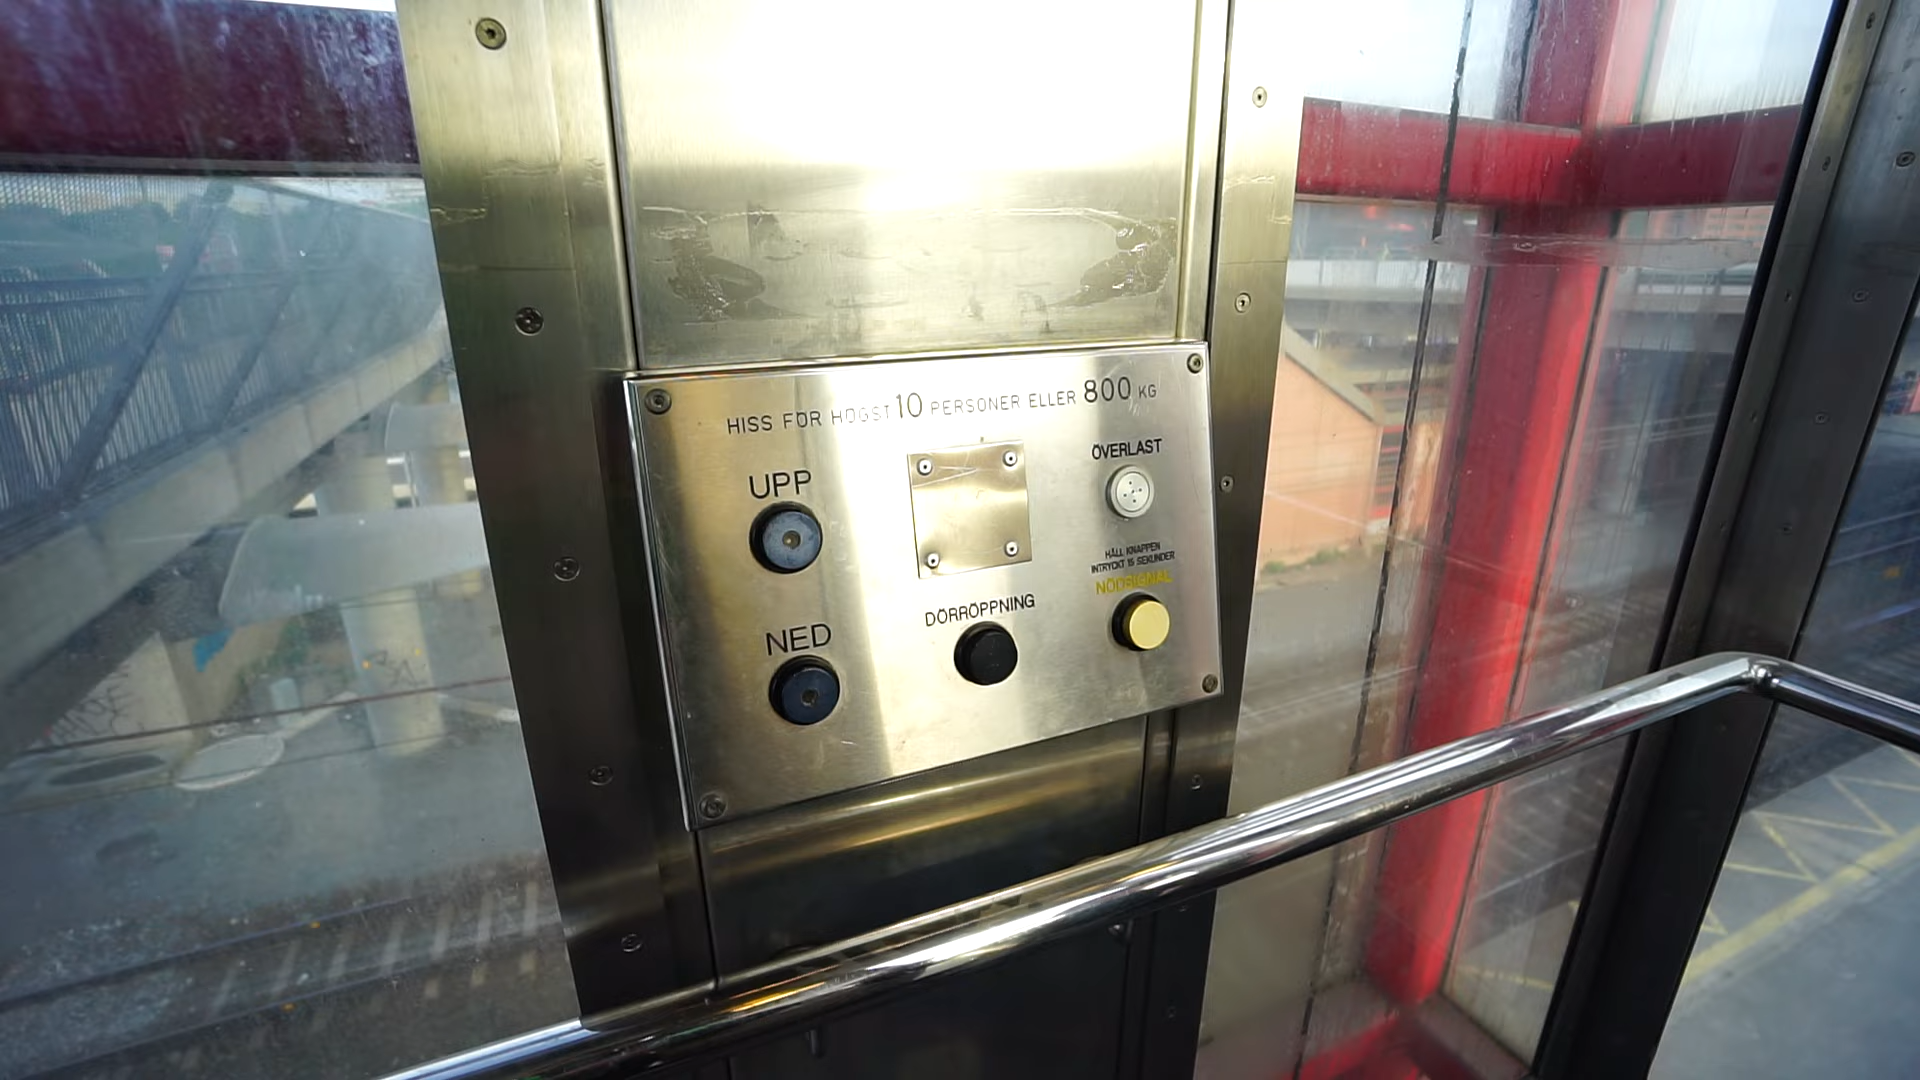 HISS FÖR HÖGST 10 PERSONER ELLER 800 KG
UPP
ÖVERLAST
HÅLL KNAPPEN
INTRYCKT 15 SEKUNDER
NÖDSIGNAL
DÖRRÖPPNING
NED